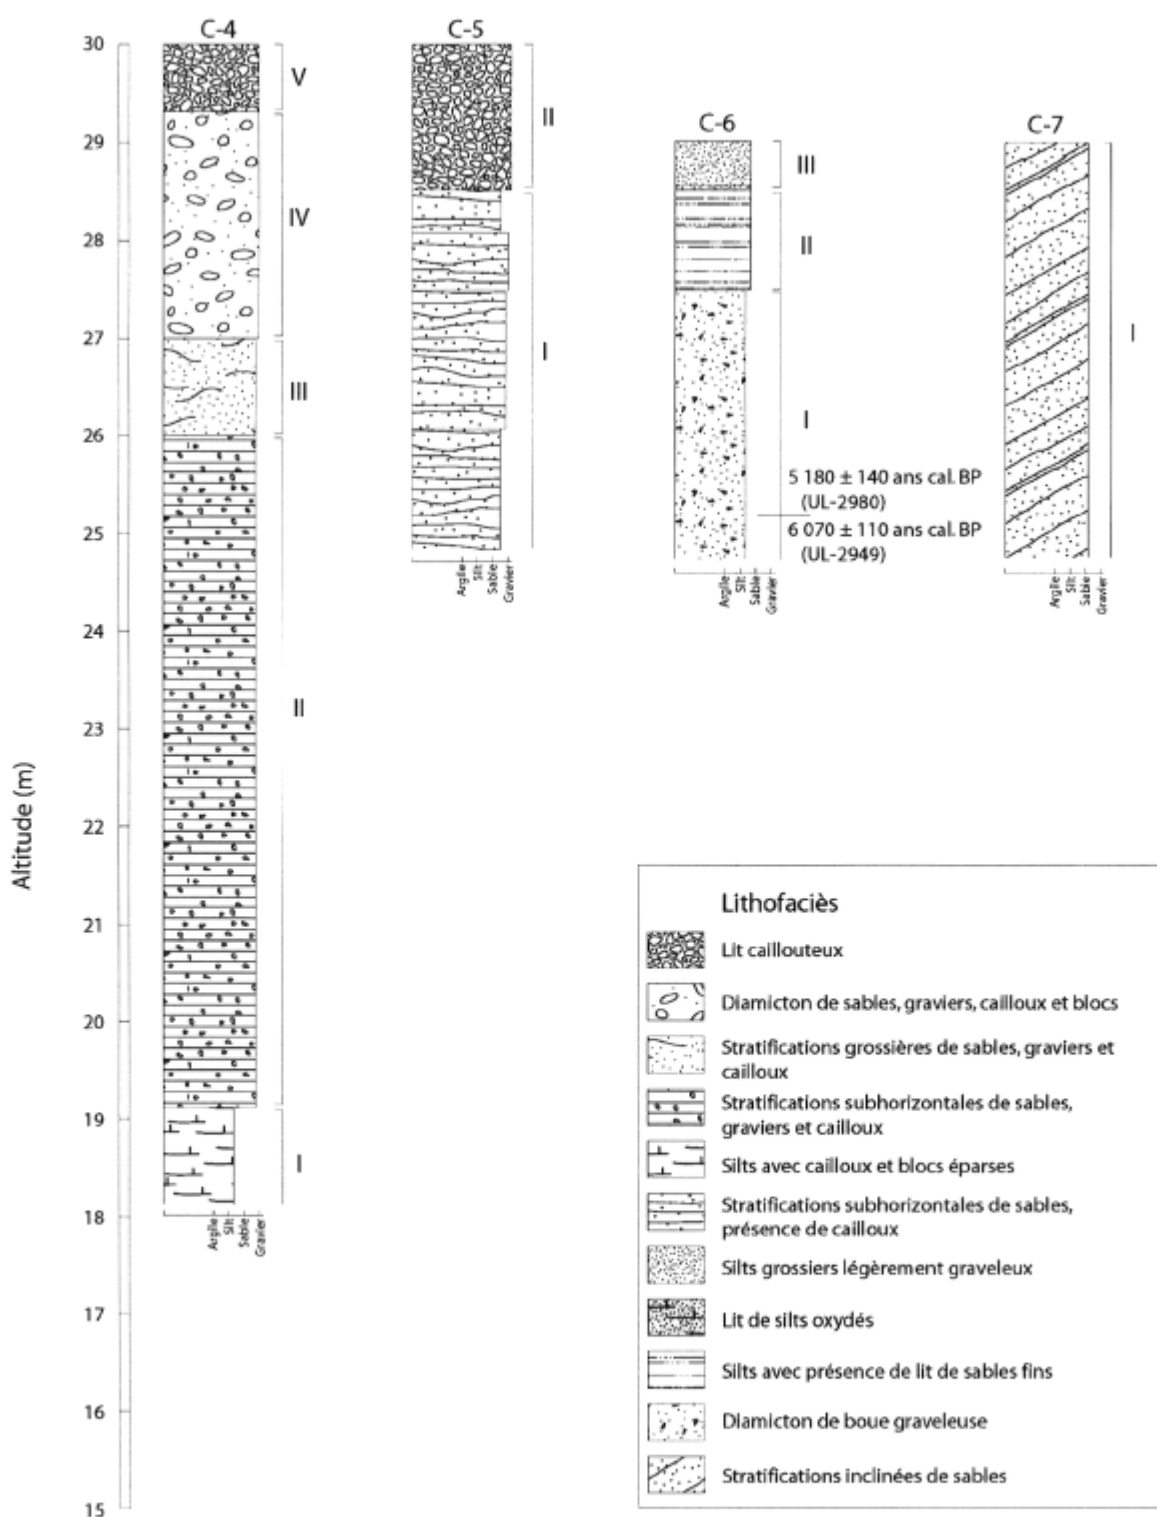 C-4
C-5
C-6
C-7
Altitude (m)
30
29
28
27
26
25
24
23
22
21
20
19
18
17
16
15
V
IV
III
II
I
Argile
Silt
Sable
Gravier
II
I
Argile
Silt
Sable
Gravier
III
II
I
5 180 ± 140 ans cal. BP
(UL-2980)
6 070 ± 110 ans cal. BP
(UL-2949)
Argile
Silt
Sable
Gravier
I
Argile
Silt
Sable
Gravier
Lithofaciès
Lit caillouteux
Diamicton de sables, graviers, cailloux et blocs
Stratifications grossières de sables, graviers et
cailloux
Stratifications subhorizontales de sables,
graviers et cailloux
Silts avec cailloux et blocs éparses
Stratifications subhorizontales de sables,
présence de cailloux
Silts grossiers légèrement graveleux
Lit de silts oxydés
Silts avec présence de lit de sables fins
Diamicton de boue graveleuse
Stratifications inclinées de sables